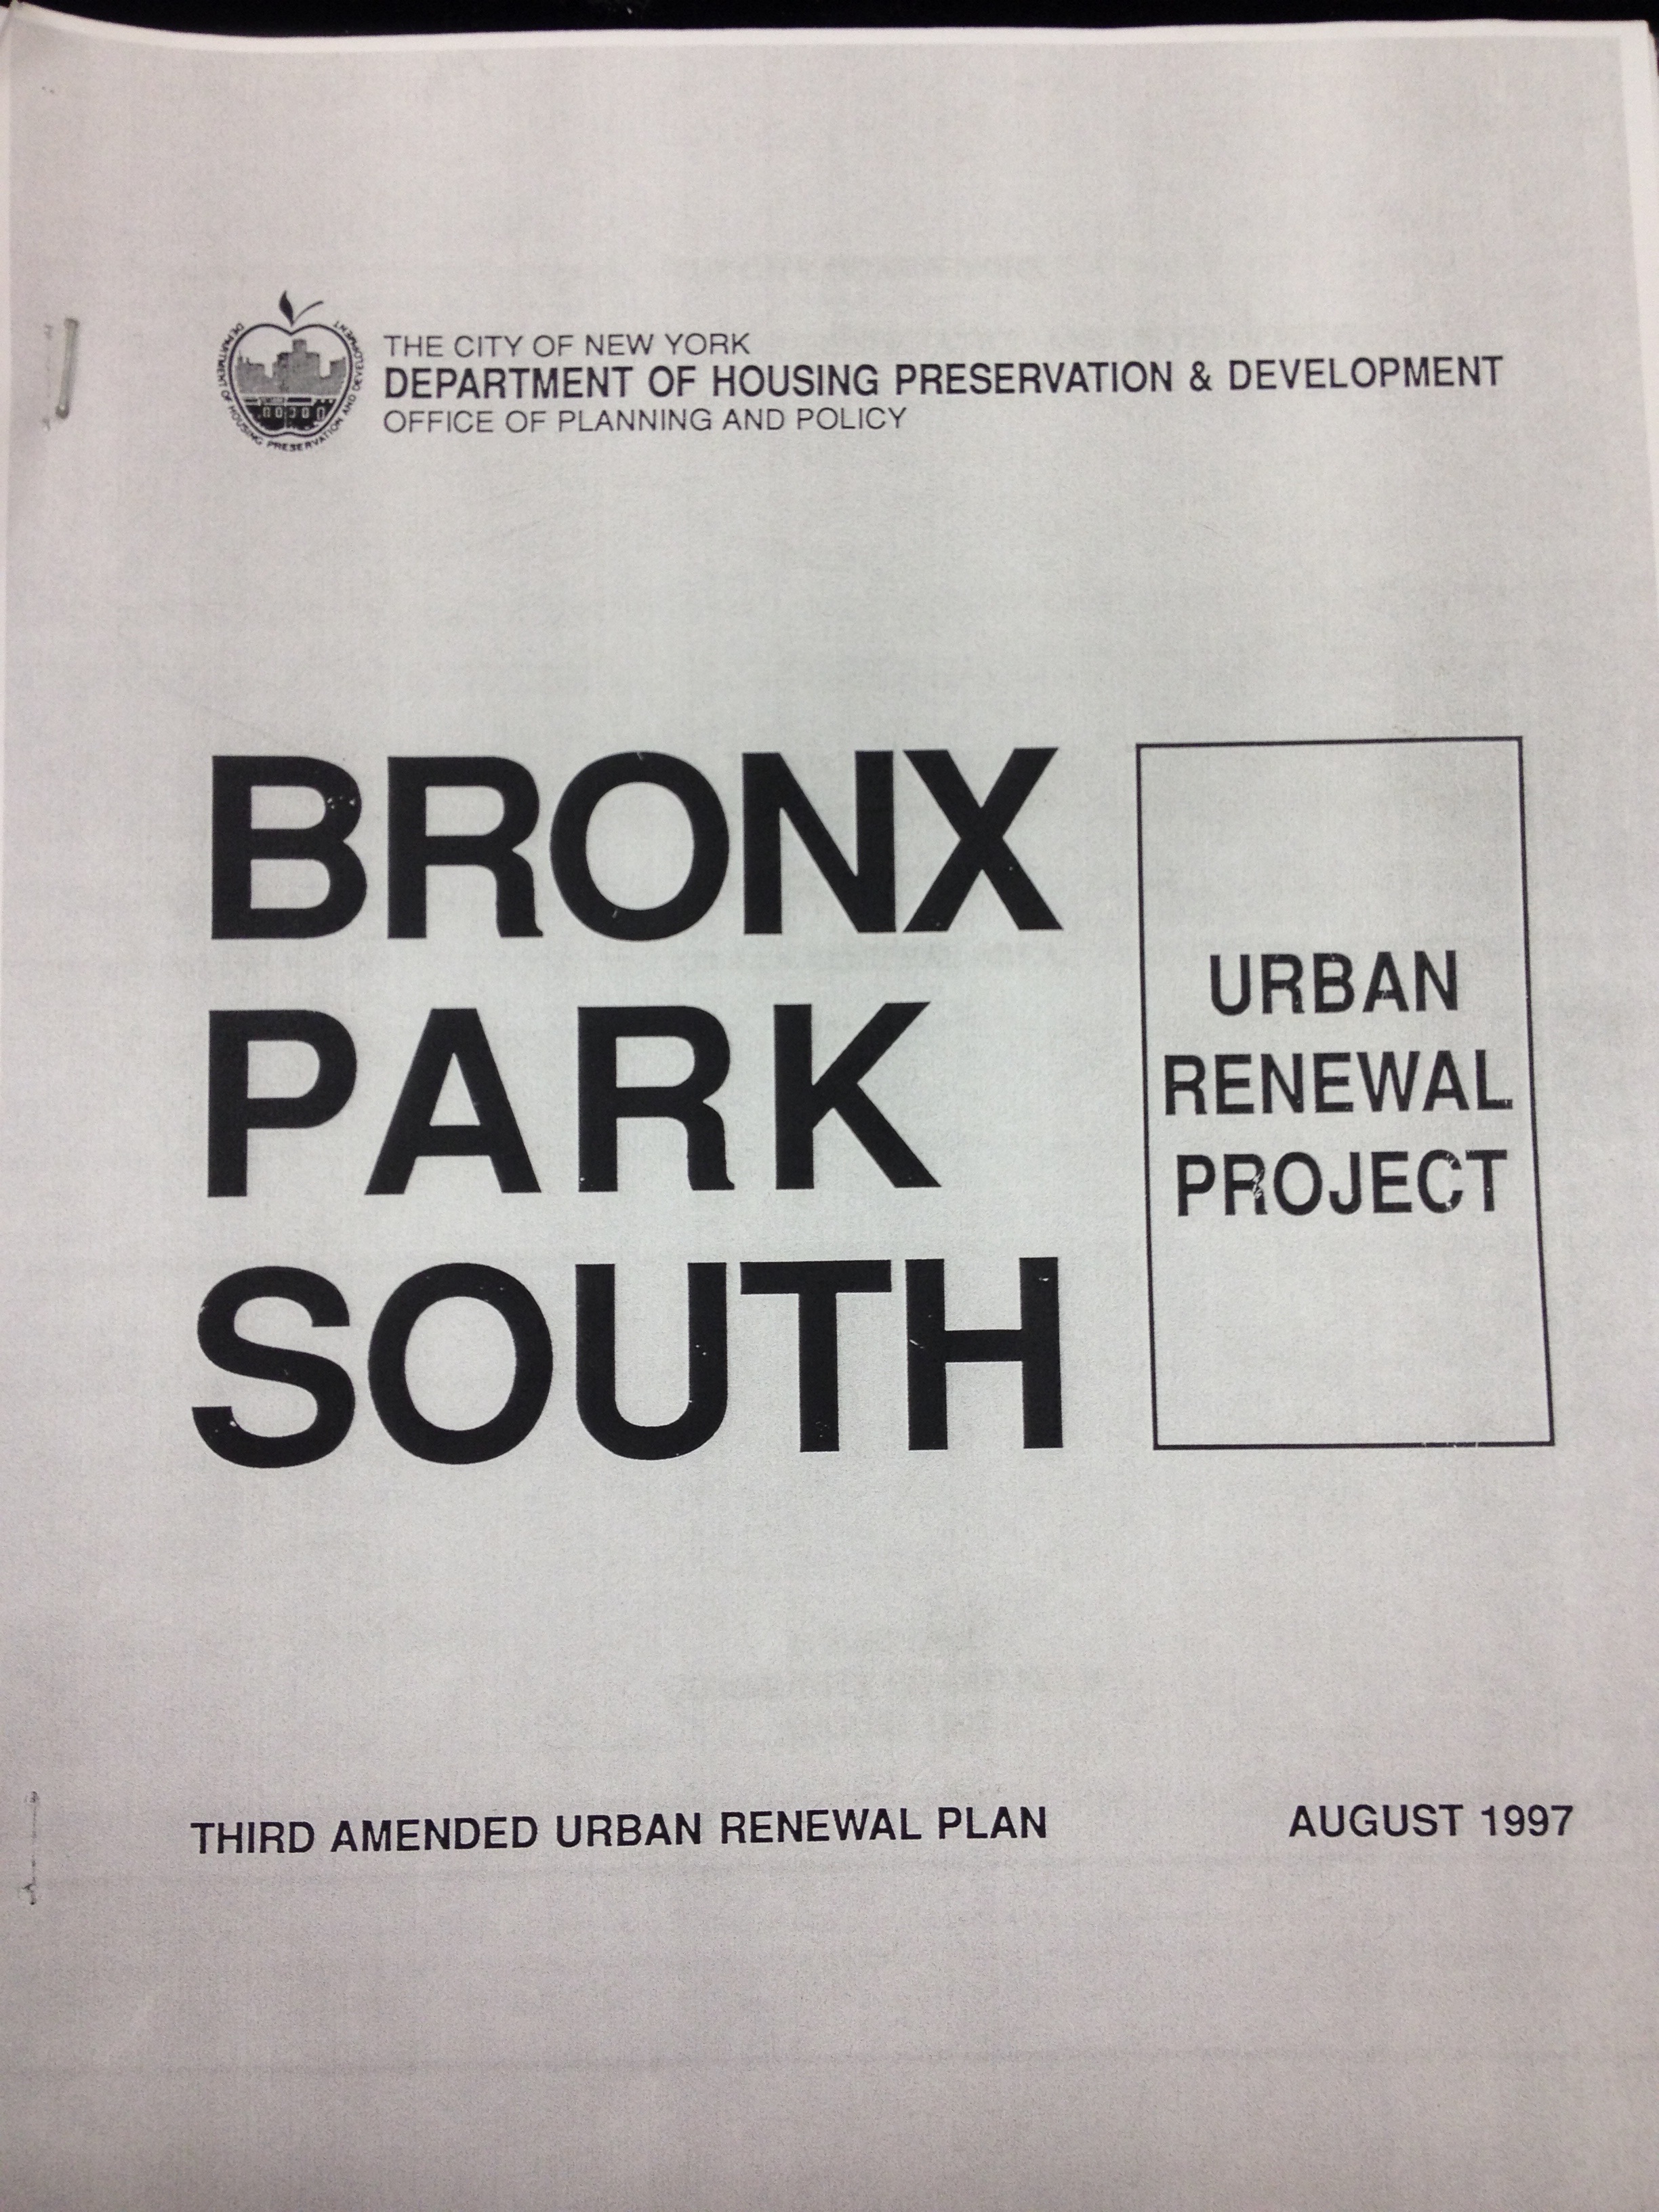 THE CITY OF NEW YORK
DEPARTMENT OF HOUSING PRESERVATION & DEVELOPMENT
OFFICE OF PLANNING AND POLICY
DEPARTMENT OF HOUSING PRESERVATION AND DEVELOPMENT
BRONX
PARK
SOUTH
URBAN
RENEWAL
PROJECT
THIRD AMENDED URBAN RENEWAL PLAN
AUGUST 1997